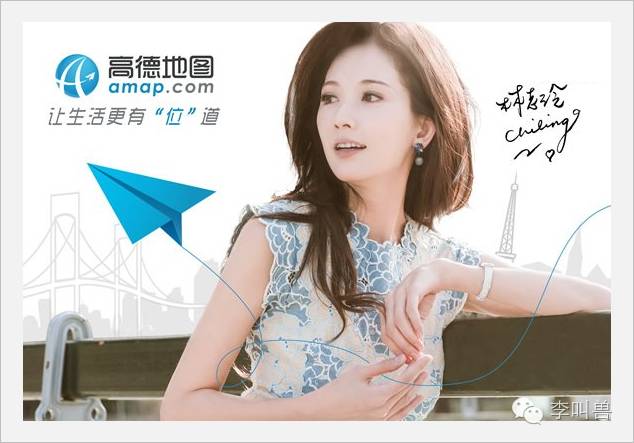 高德地图
amap.com
让生活更有“位”道
林志玲
Chiling
李叫兽